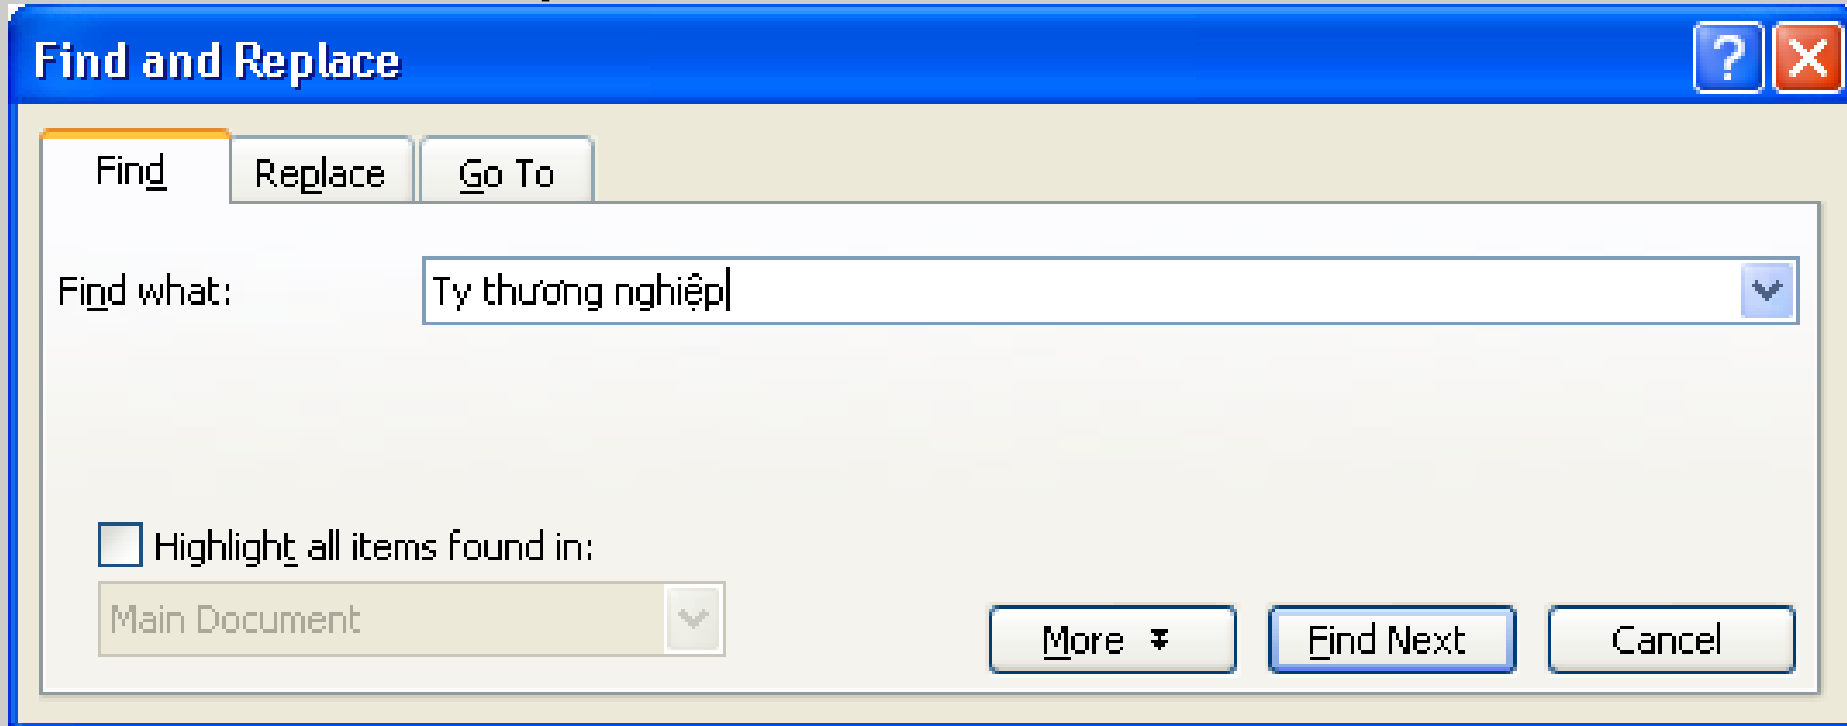 Find and Replace
Find Replace Go To
Find what: Ty thương nghiệp
Highlight all items found in:
Main Document
More Find Next Cancel